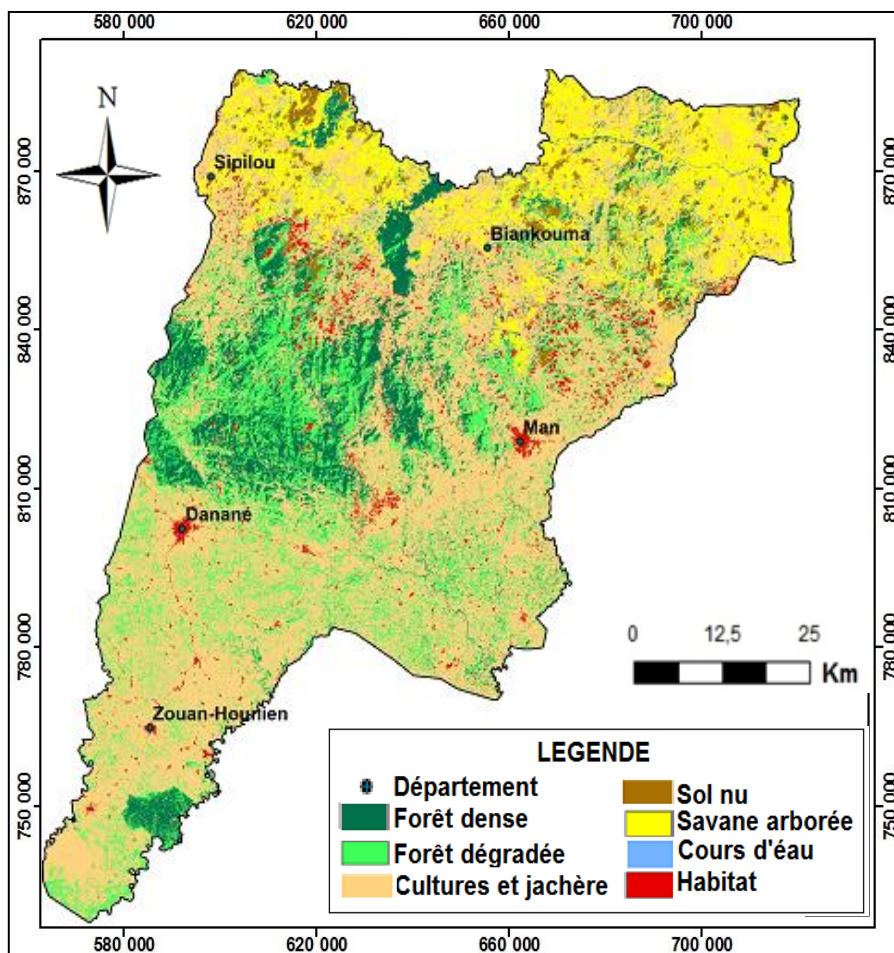 580 000 620 000 660 000 700 000
N
870 000 870 000
Sipilou
Biankouma
840 000 840 000
Man
810 000 810 000
Danané
0 12,5 25
Km
780 000 780 000
Zouan-Hounien
750 000 750 000
LEGENDE
Département
Forêt dense
Forêt dégradée
Cultures et jachère
Sol nu
Savane arborée
Cours d'éau
Habitat
580 000 620 000 660 000 700 000